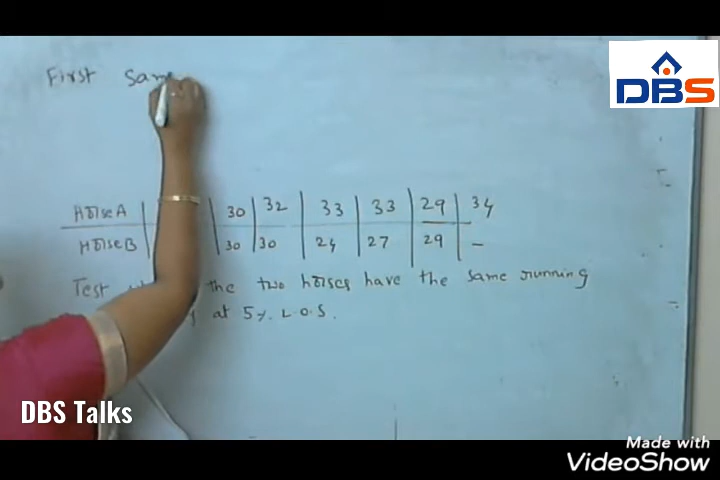 First Sam
DBS
Horse A 30 32 33 33 29 34
Horse B 30 30 24 27 29 -
Test the two horses have the same running
at 5%. L.O.S.
DBS Talks
Made with
VideoShow